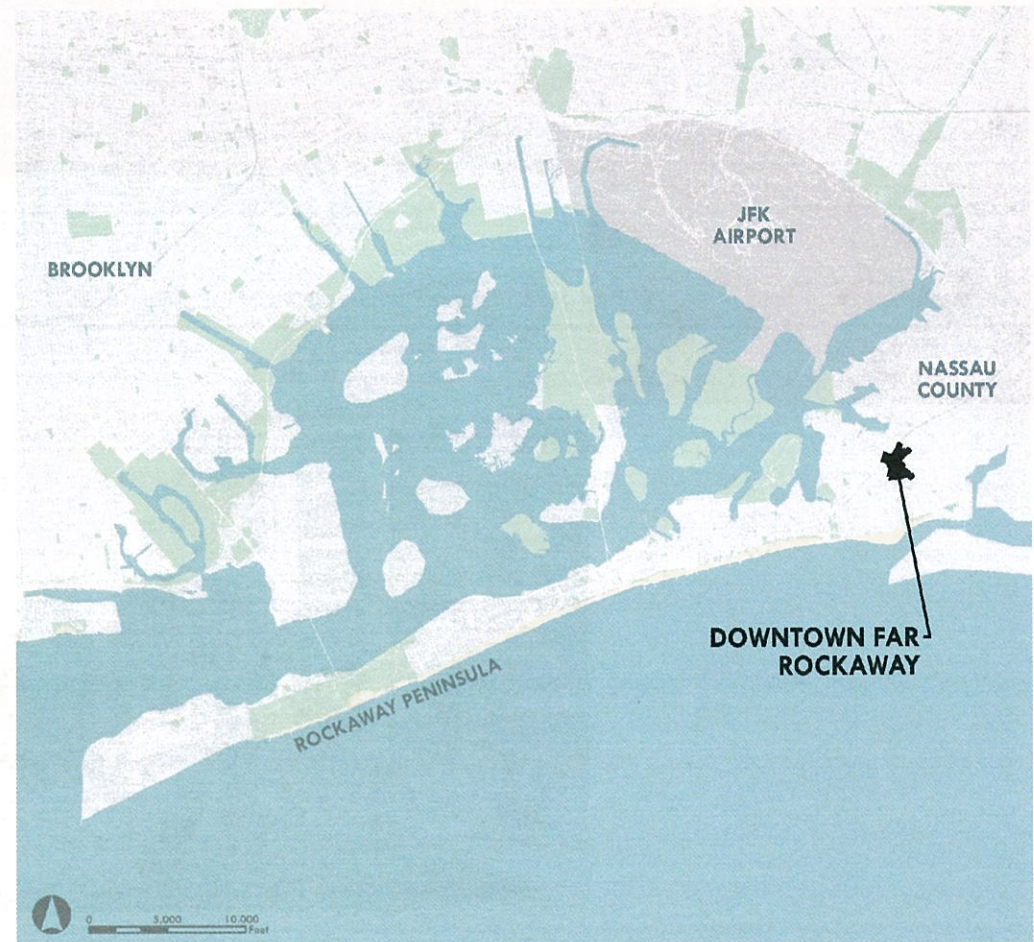 JFK
AIRPORT
BROOKLYN
NASSAU
COUNTY
DOWNTOWN FAR
ROCKAWAY
ROCKAWAY PENINSULA
0 5,000 10,000
Feet